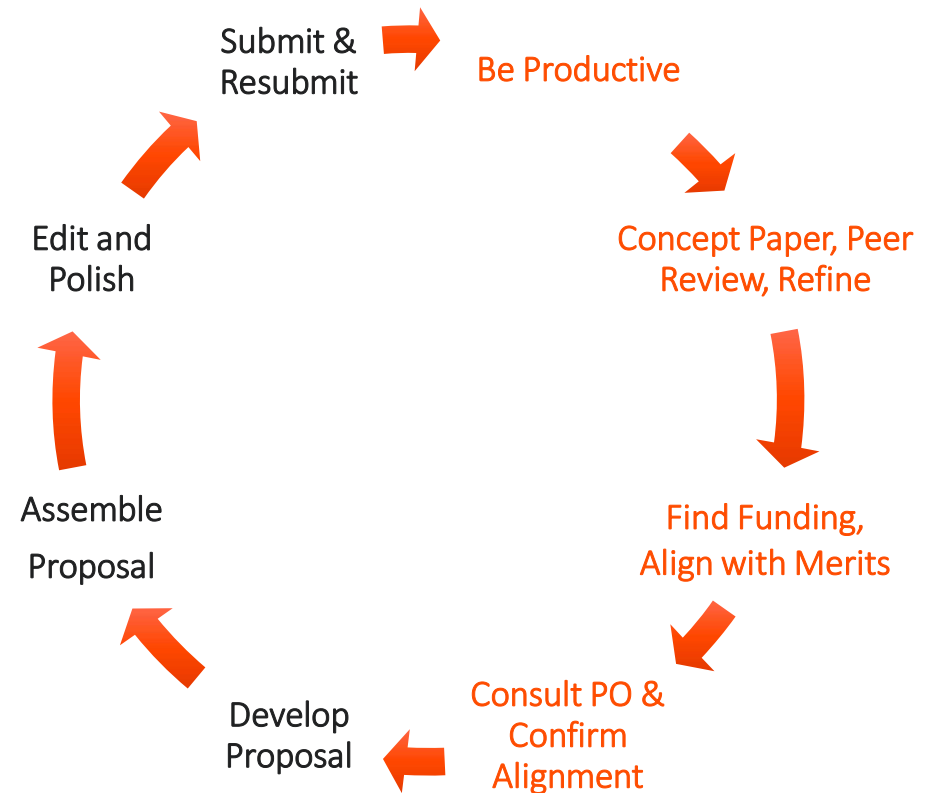 Submit &
Resubmit
Be Productive
Concept Paper, Peer
Review, Refine
Find Funding,
Align with Merits
Consult PO &
Confirm
Alignment
Develop
Proposal
Assemble
Proposal
Edit and
Polish